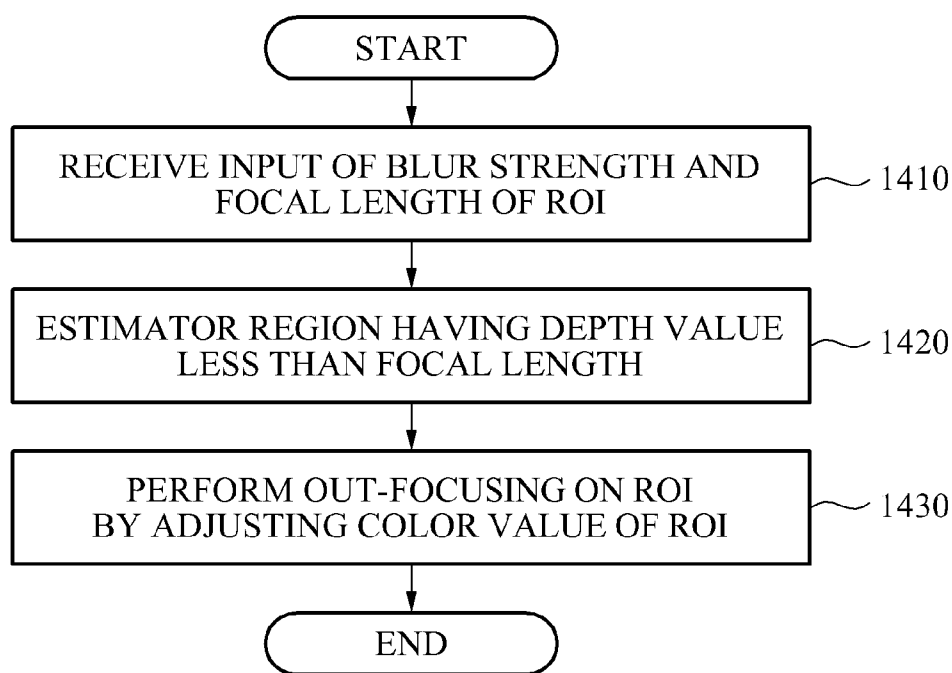 START
RECEIVE INPUT OF BLUR STRENGTH AND
FOCAL LENGTH OF ROI
1410
ESTIMATOR REGION HAVING DEPTH VALUE
LESS THAN FOCAL LENGTH
1420
PERFORM OUT-FOCUSING ON ROI
BY ADJUSTING COLOR VALUE OF ROI
1430
END